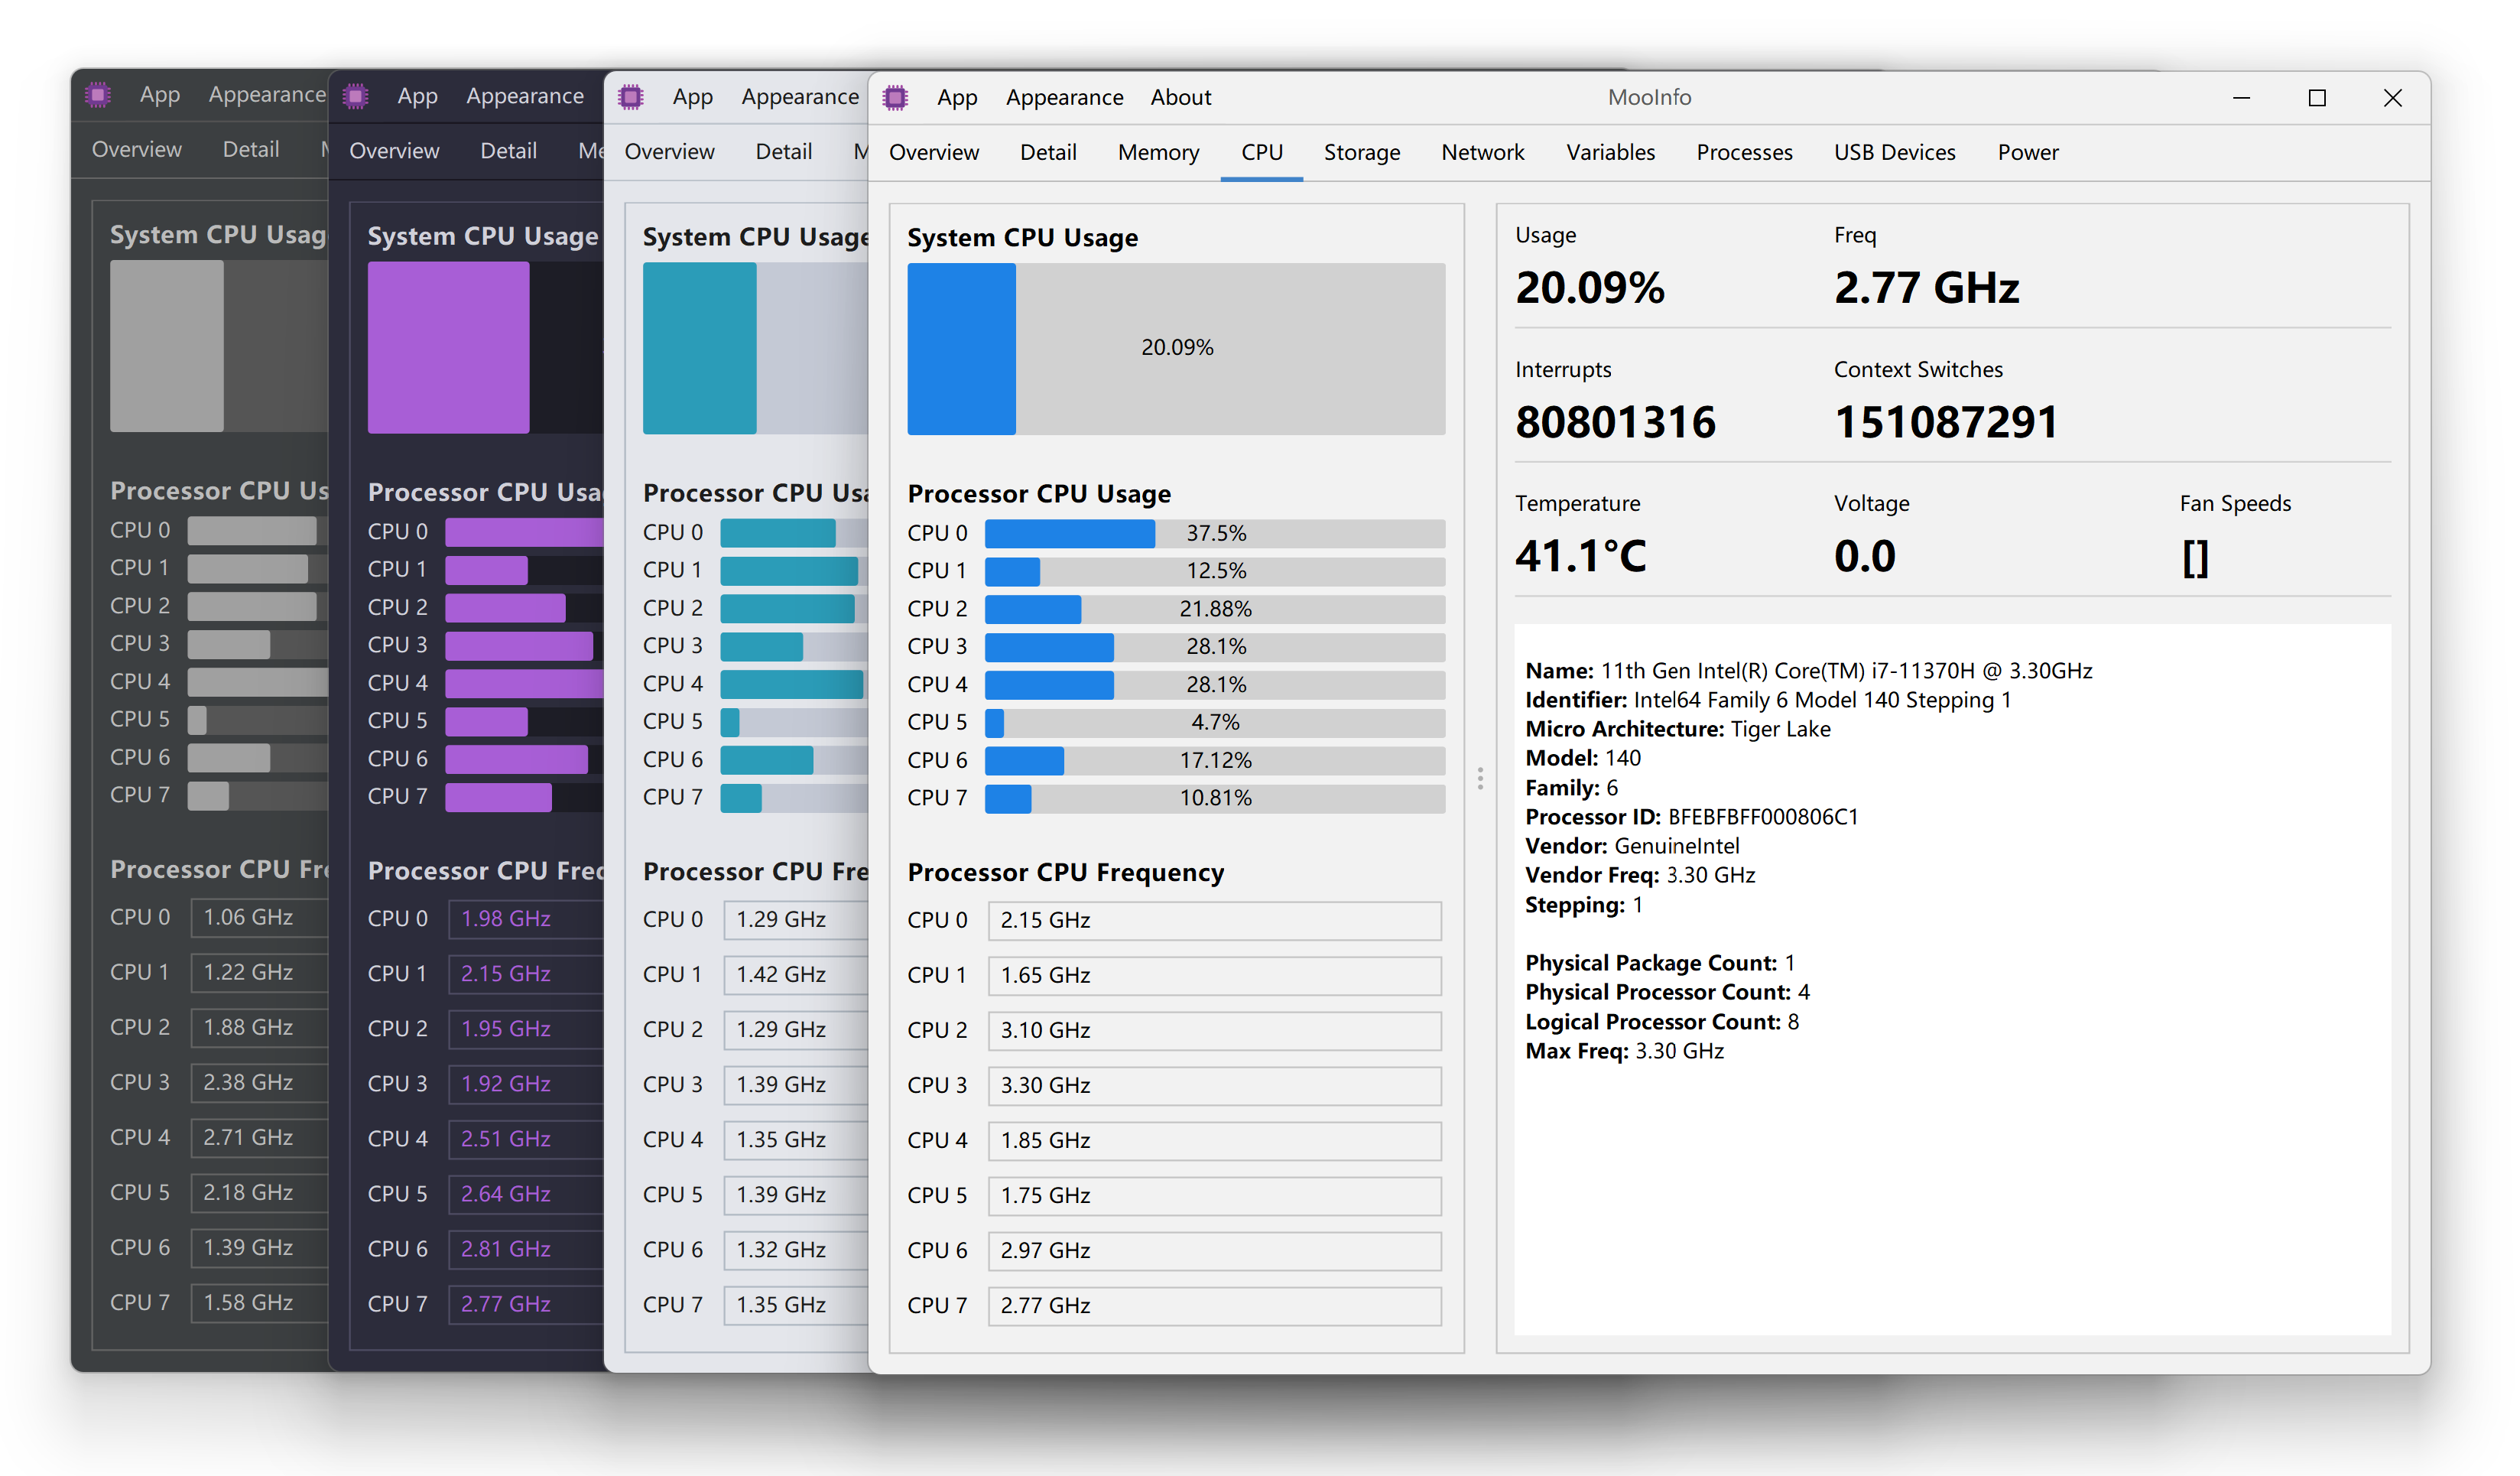 App Appearance
Overview Detail
System CPU Usag
Processor CPU Us
CPU 0
CPU 1
CPU 2
CPU 3
CPU 4
CPU 5
CPU 6
CPU 7
Processor CPU Fr
CPU 0 1.06 GHz
CPU 1 1.22 GHz
CPU 2 1.88 GHz
CPU 3 2.38 GHz
CPU 4 2.71 GHz
CPU 5 2.18 GHz
CPU 6 1.39 GHz
CPU 7 1.58 GHz
App Appearance
Overview Detail Me
System CPU Usage
Processor CPU Usa
CPU 0
CPU 1
CPU 2
CPU 3
CPU 4
CPU 5
CPU 6
CPU 7
Processor CPU Fre
CPU 0 1.98 GHz
CPU 1 2.15 GHz
CPU 2 1.95 GHz
CPU 3 1.92 GHz
CPU 4 2.51 GHz
CPU 5 2.64 GHz
CPU 6 2.81 GHz
CPU 7 2.77 GHz
App Appearance
Overview Detail M
System CPU Usage
Processor CPU Usa
CPU 0
CPU 1
CPU 2
CPU 3
CPU 4
CPU 5
CPU 6
CPU 7
Processor CPU Fre
CPU 0 1.29 GHz
CPU 1 1.42 GHz
CPU 2 1.29 GHz
CPU 3 1.39 GHz
CPU 4 1.35 GHz
CPU 5 1.39 GHz
CPU 6 1.32 GHz
CPU 7 1.35 GHz
App Appearance About MooInfo
Overview Detail Memory CPU Storage Network Variables Processes USB Devices Power
System CPU Usage
20.09%
Processor CPU Usage
CPU 0 37.5%
CPU 1 12.5%
CPU 2 21.88%
CPU 3 28.1%
CPU 4 28.1%
CPU 5 4.7%
CPU 6 17.12%
CPU 7 10.81%
Processor CPU Frequency
CPU 0 2.15 GHz
CPU 1 1.65 GHz
CPU 2 3.10 GHz
CPU 3 3.30 GHz
CPU 4 1.85 GHz
CPU 5 1.75 GHz
CPU 6 2.97 GHz
CPU 7 2.77 GHz
Usage Freq
20.09% 2.77 GHz
Interrupts Context Switches
80801316 151087291
Temperature Voltage Fan Speeds
41.1°C 0.0 []
Name: 11th Gen Intel(R) Core(TM) i7-11370H @ 3.30GHz
Identifier: Intel64 Family 6 Model 140 Stepping 1
Micro Architecture: Tiger Lake
Model: 140
Family: 6
Processor ID: BFEBFBFF000806C1
Vendor: GenuineIntel
Vendor Freq: 3.30 GHz
Stepping: 1
Physical Package Count: 1
Physical Processor Count: 4
Logical Processor Count: 8
Max Freq: 3.30 GHz